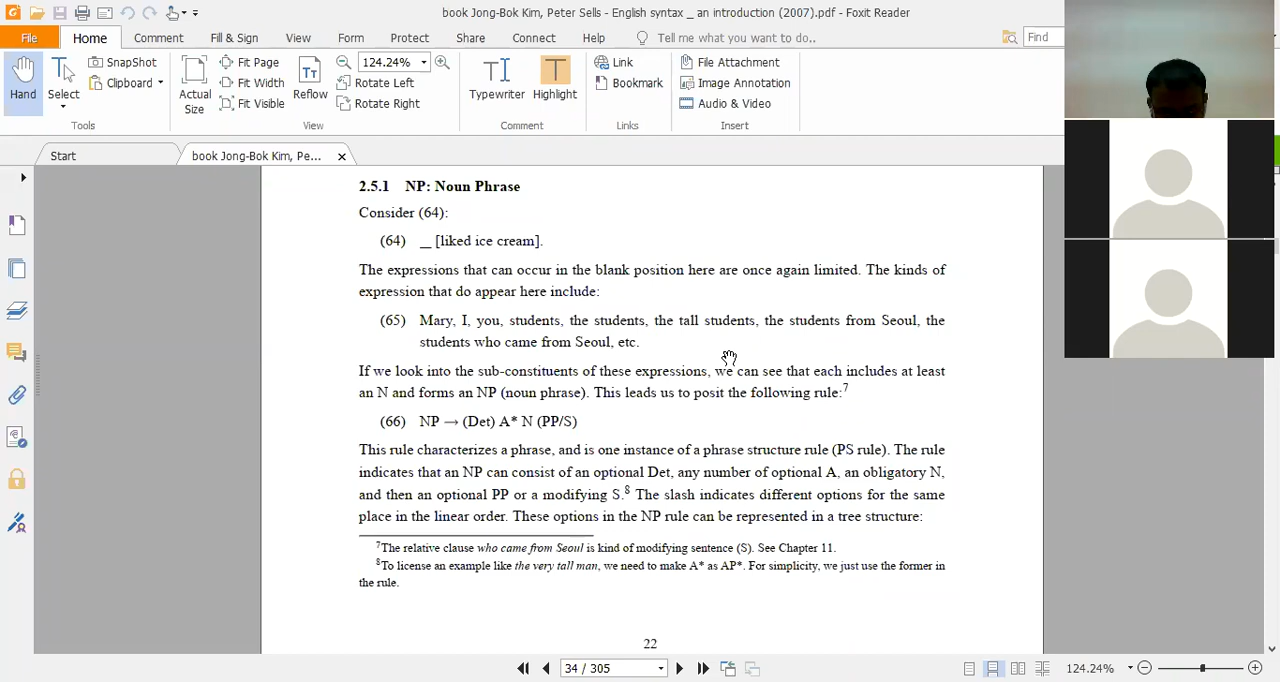 book Jong-Bok Kim, Peter Sells - English syntax _ an introduction (2007).pdf - Foxit Reader
File Home Comment Fill & Sign View Form Protect Share Connect Help Tell me what you want to do.. Find
Hand Select SnapShot Clipboard Actual Size Fit Page Fit Width Fit Visible Reflow 124.24% Rotate Left Rotate Right Typewriter Highlight Link Bookmark File Attachment Image Annotation Audio & Video
Tools View Comment Links Insert
Start book Jong-Bok Kim, Pe...
2.5.1 NP: Noun Phrase
Consider (64):
(64) _ [liked ice cream].
The expressions that can occur in the blank position here are once again limited. The kinds of
expression that do appear here include:
(65) Mary, I, you, students, the students, the tall students, the students from Seoul, the
students who came from Seoul, etc.
If we look into the sub-constituents of these expressions, we can see that each includes at least
an N and forms an NP (noun phrase). This leads us to posit the following rule:7
(66) NP → (Det) A* N (PP/S)
This rule characterizes a phrase, and is one instance of a phrase structure rule (PS rule). The rule
indicates that an NP can consist of an optional Det, any number of optional A, an obligatory N,
and then an optional PP or a modifying S.8 The slash indicates different options for the same
place in the linear order. These options in the NP rule can be represented in a tree structure:
7The relative clause who came from Seoul is kind of modifying sentence (S). See Chapter 11.
8To license an example like the very tall man, we need to make A* as AP*. For simplicity, we just use the former in
the rule.
22
34 / 305 124.24%